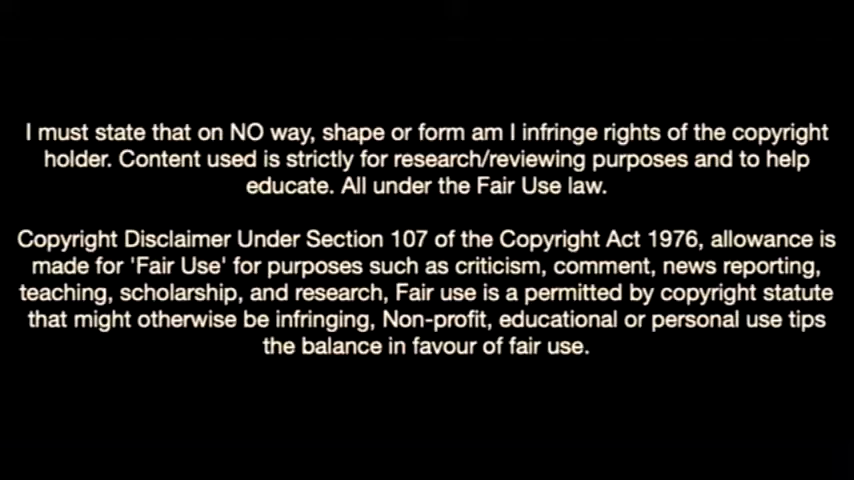 I must state that on NO way, shape or form am I infringe rights of the copyright
holder. Content used is strictly for research/reviewing purposes and to help
educate. All under the Fair Use law.
Copyright Disclaimer Under Section 107 of the Copyright Act 1976, allowance is
made for 'Fair Use' for purposes such as criticism, comment, news reporting,
teaching, scholarship, and research, Fair use is a permitted by copyright statute
that might otherwise be infringing, Non-profit, educational or personal use tips
the balance in favour of fair use.